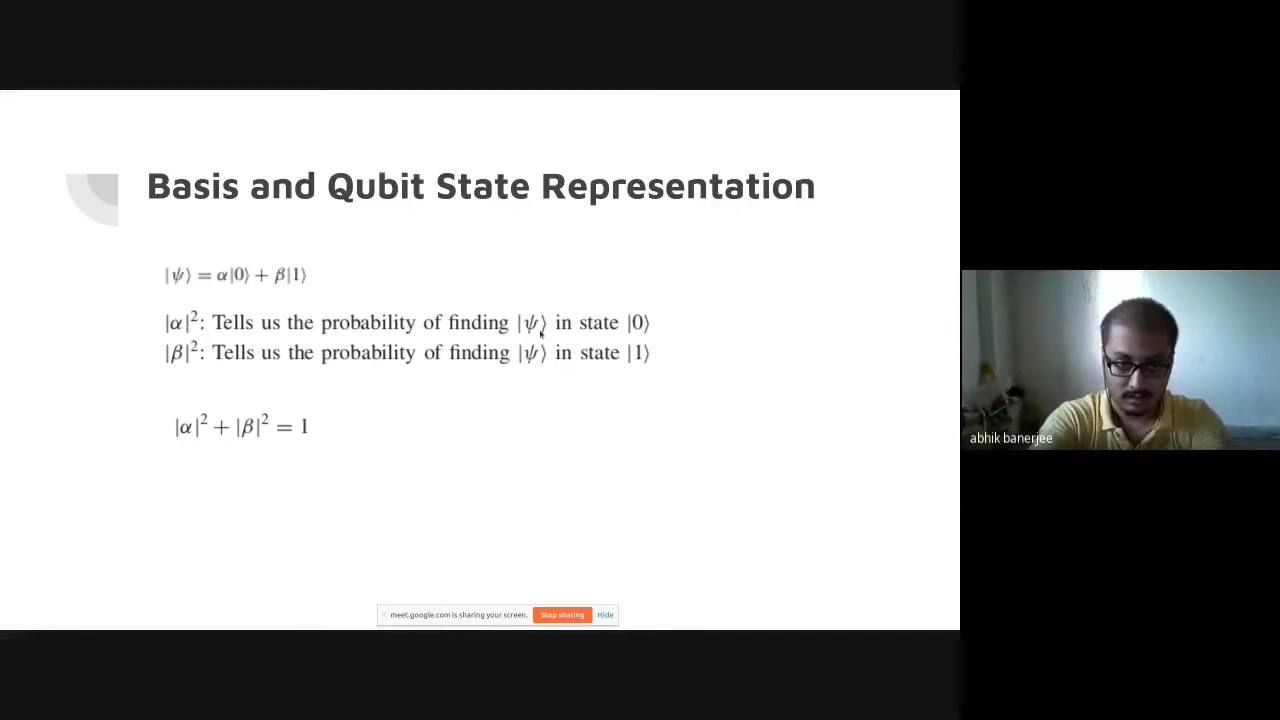 Basis and Qubit State Representation
|ψ⟩ = α|0⟩ + β|1⟩
|α|²: Tells us the probability of finding |ψ⟩ in state |0⟩
|β|²: Tells us the probability of finding |ψ⟩ in state |1⟩
|α|² + |β|² = 1
abhik banerjee
meet.google.com is sharing your screen. Stop sharing Hide